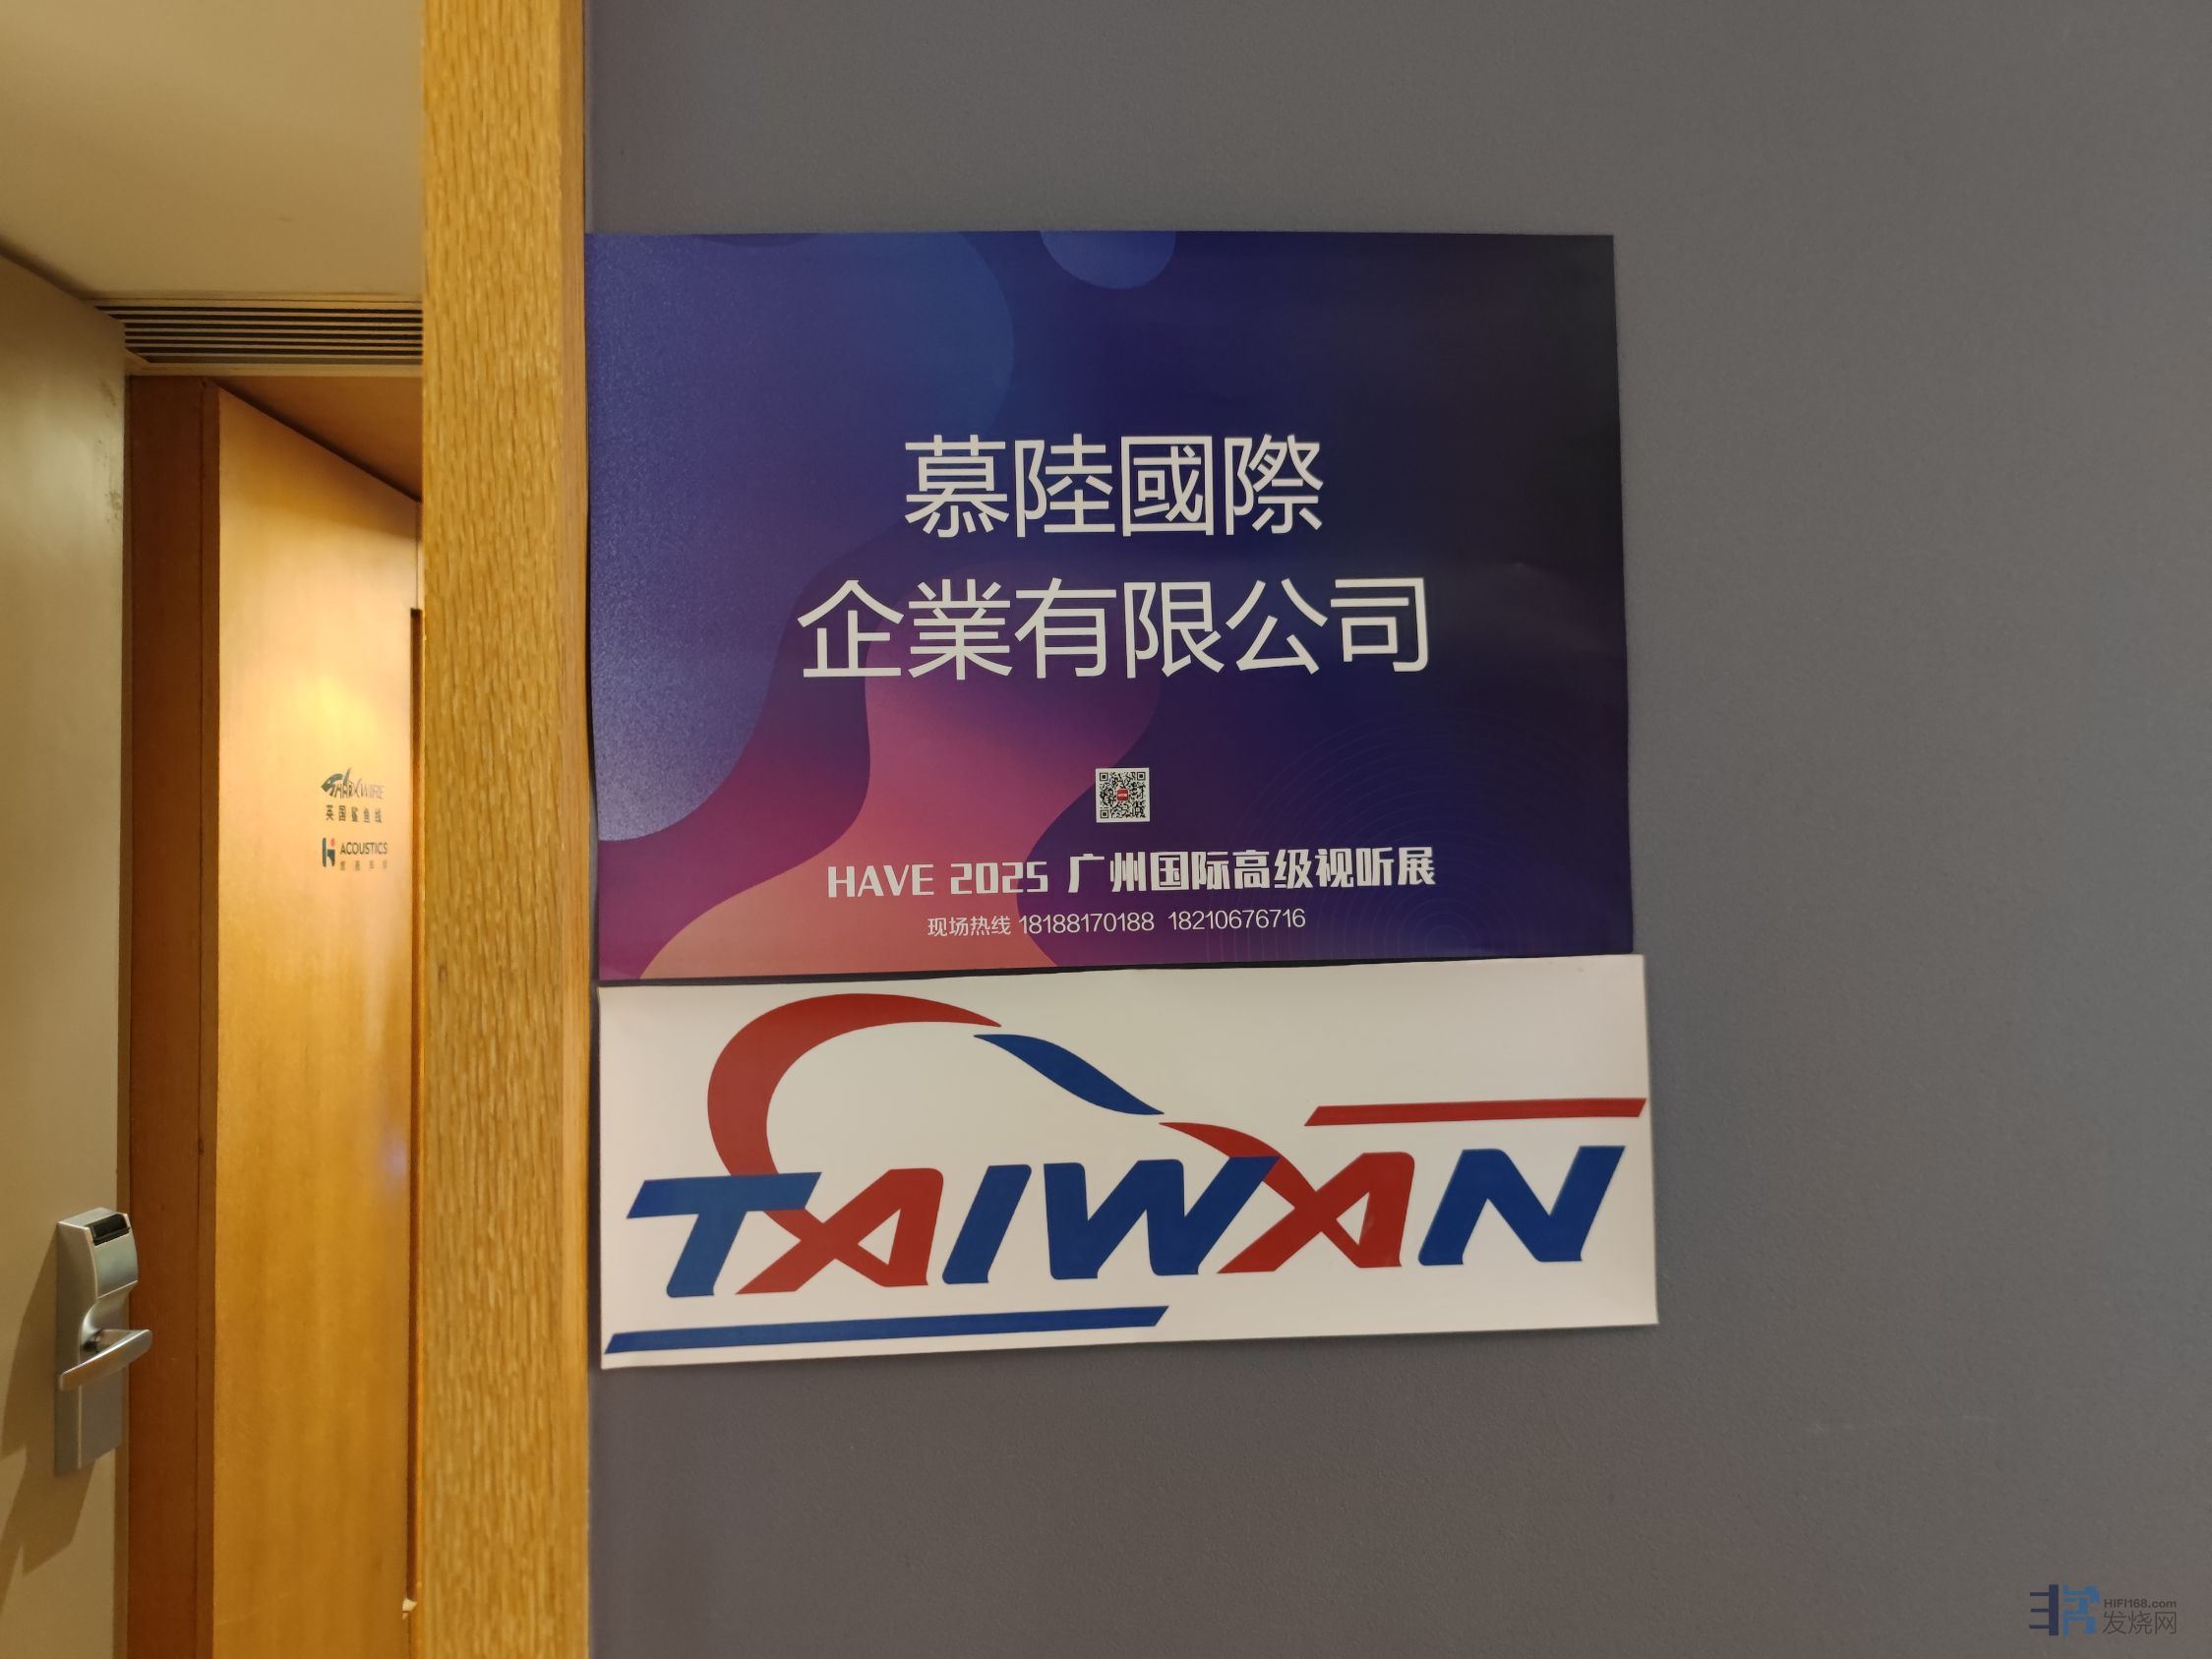 慕陸國際
企業有限公司
HAVE 2025 广州国际高级视听展
现场热线 18188170188 18210676716
TAIWAN
SHARKWIRE
英国鲨鱼线
ACOUSTICS
HIFI168.com
发烧网